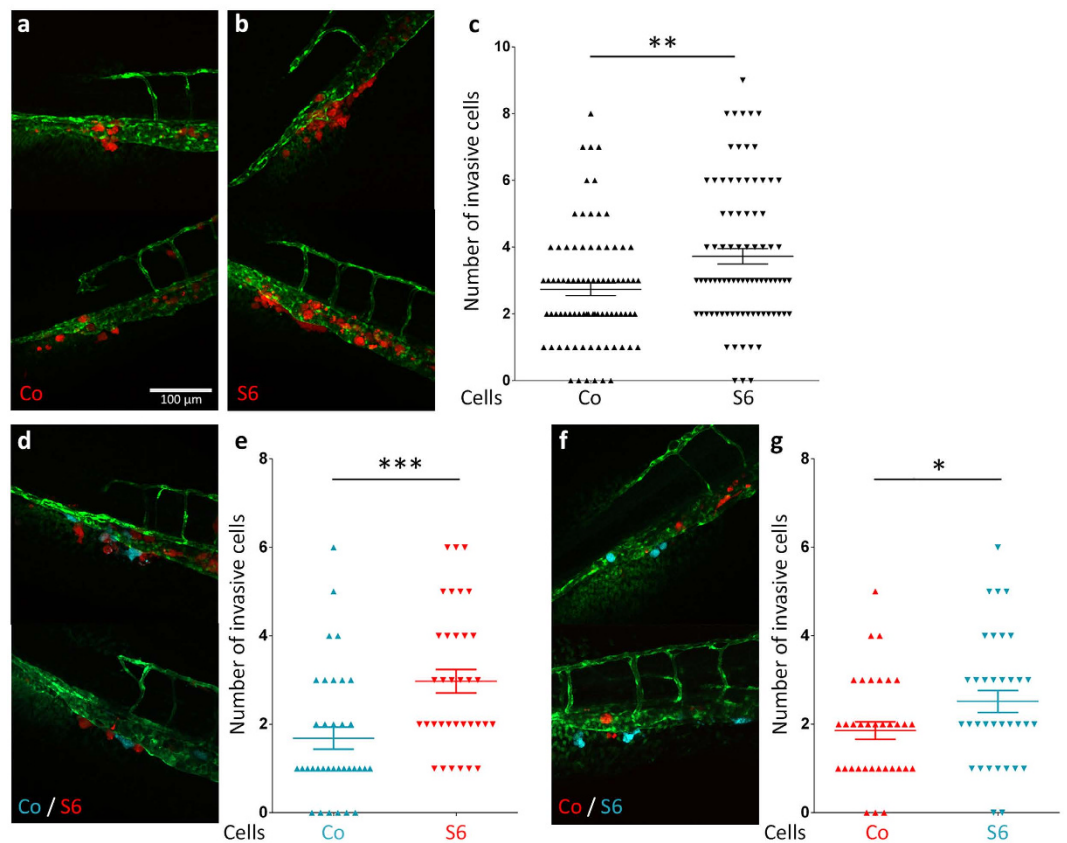 a
b
c
**
10
8
6
4
2
0
Number of invasive cells
Co
100 µm
Cells Co S6
S6
d
e
***
8
6
4
2
0
Number of invasive cells
Co / S6
Cells Co S6
f
g
*
8
6
4
2
0
Number of invasive cells
Co / S6
Cells Co S6